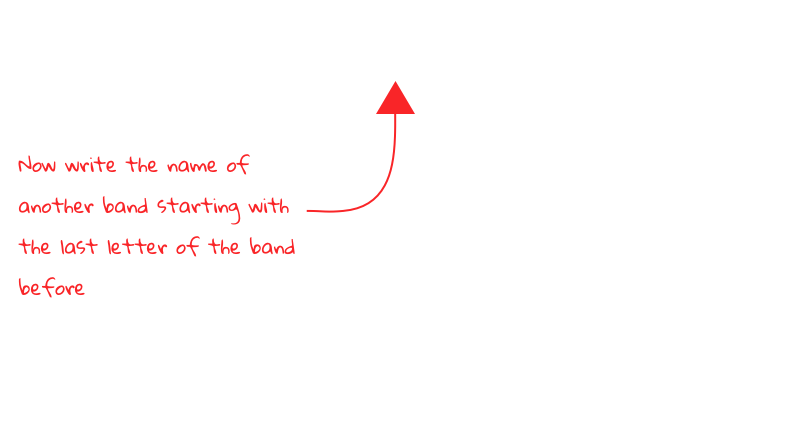 Now write the name of
another band starting with
the last letter of the band
before